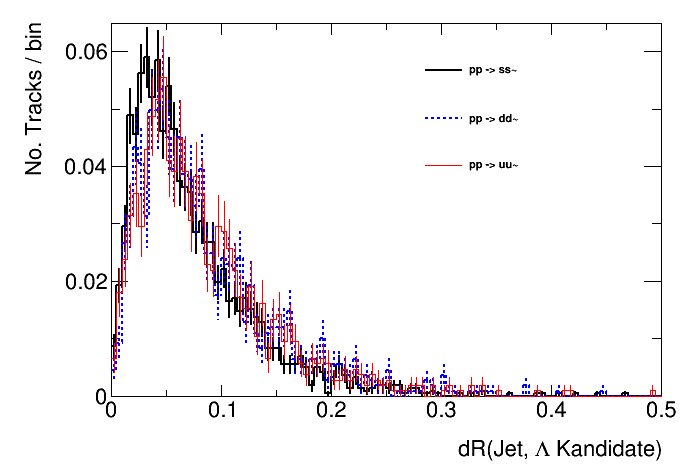 No. Tracks / bin
0.06
0.04
0.02
0
pp -> ss~
pp -> dd~
pp -> uu~
0 0.1 0.2 0.3 0.4 0.5
dR(Jet, Λ Kandidate)